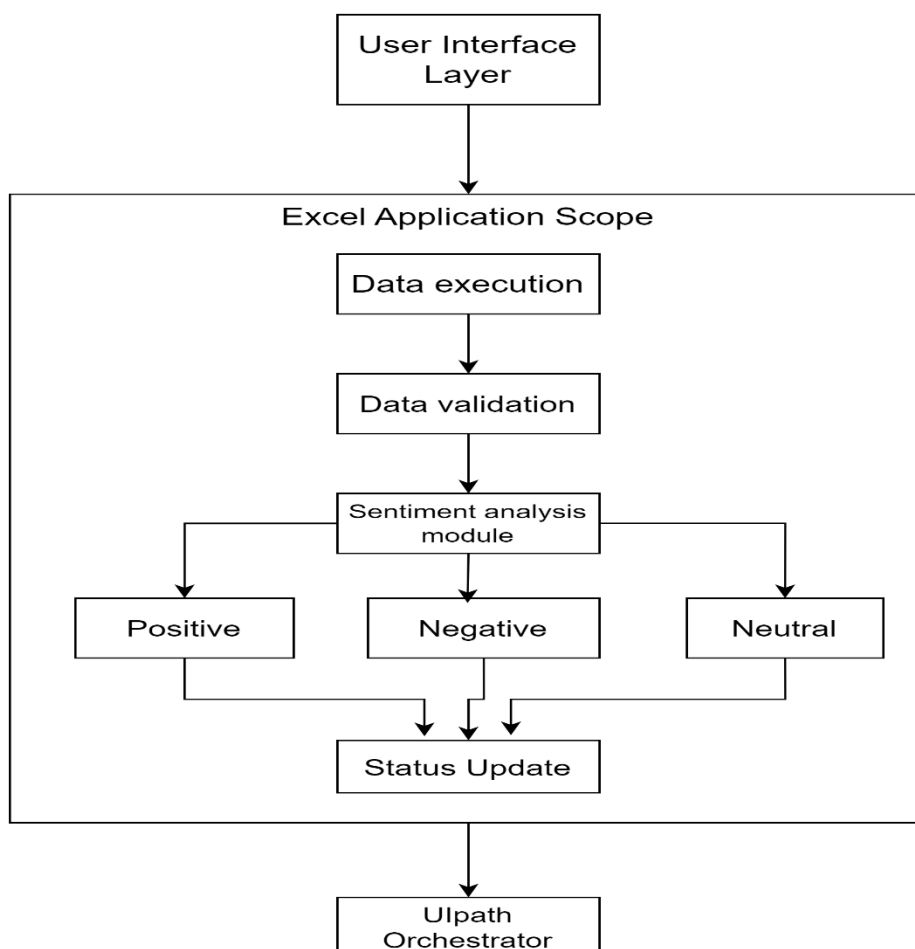 User Interface
Layer
Excel Application Scope
Data execution
Data validation
Sentiment analysis
module
Positive
Negative
Neutral
Status Update
UIpath
Orchestrator